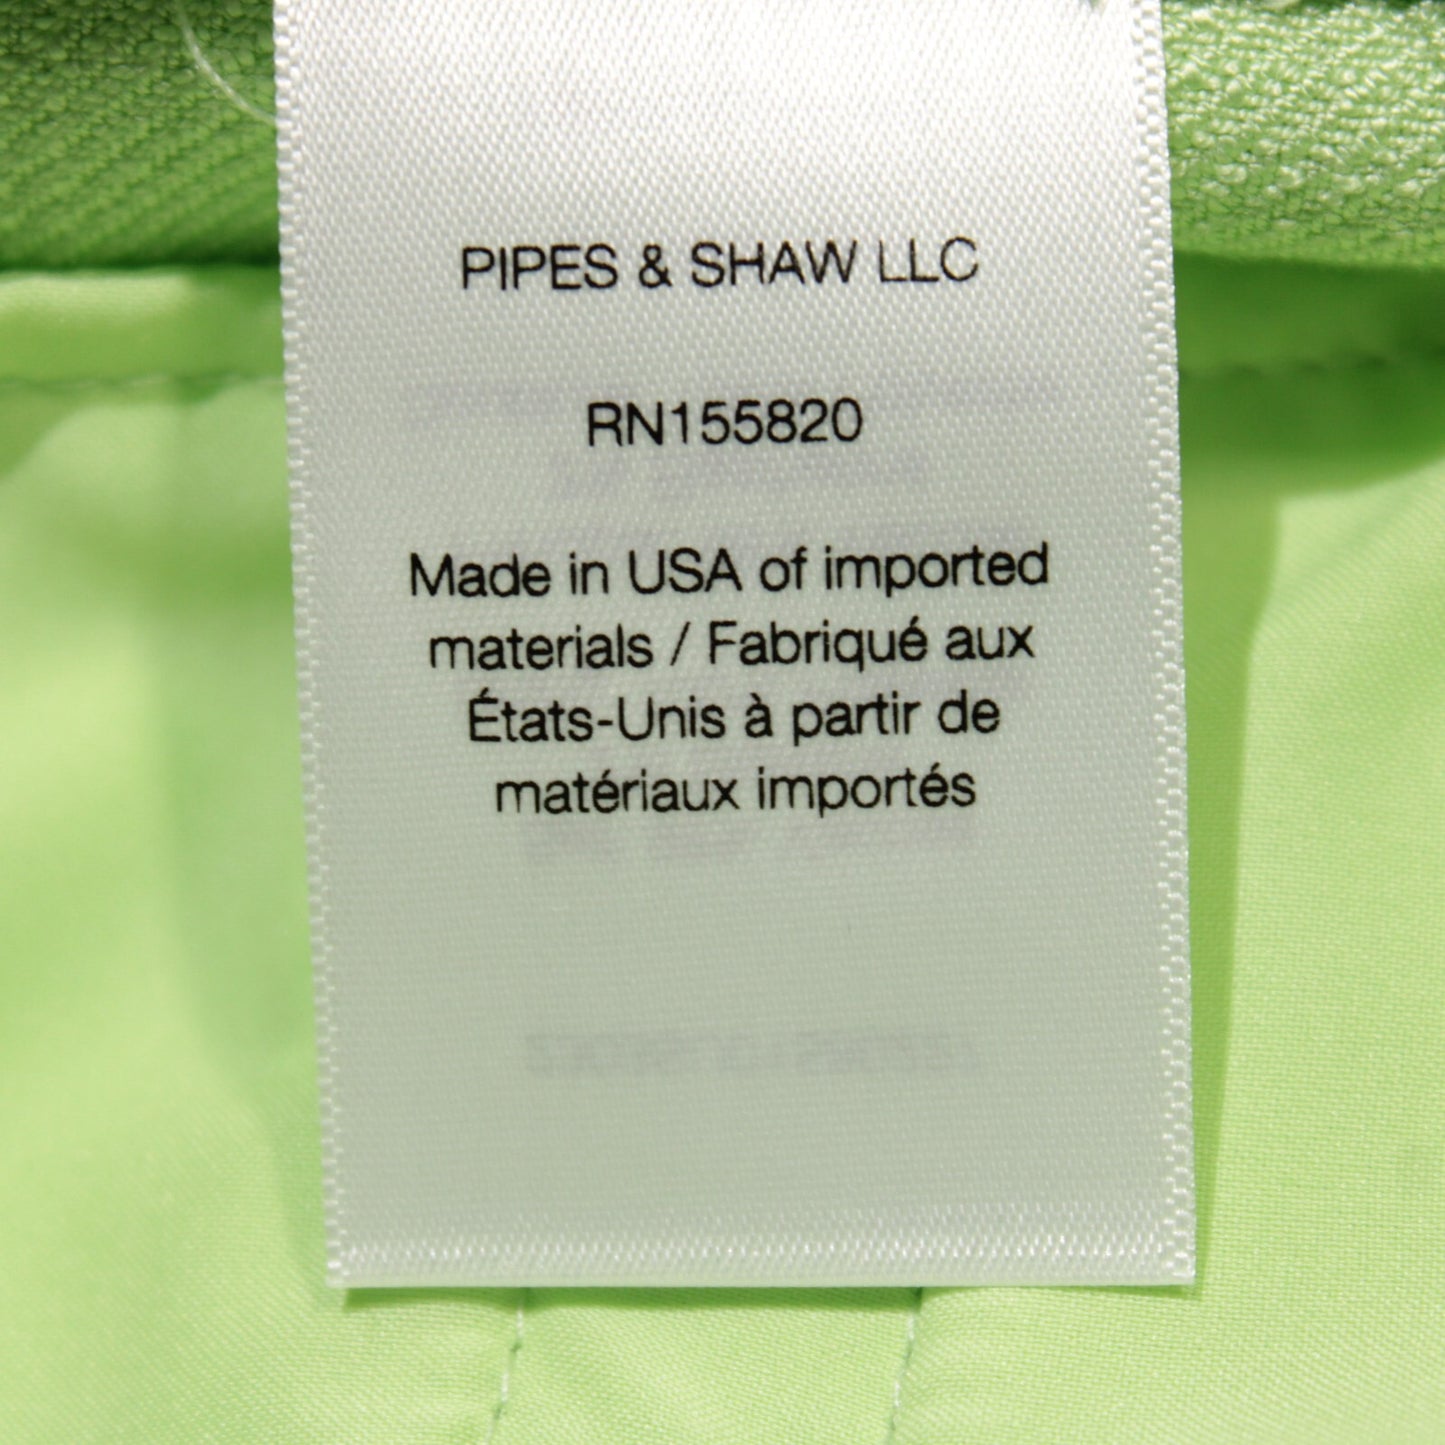 PIPES & SHAW LLC
RN155820
Made in USA of imported
materials / Fabriqué aux
États-Unis à partir de
matériaux importés